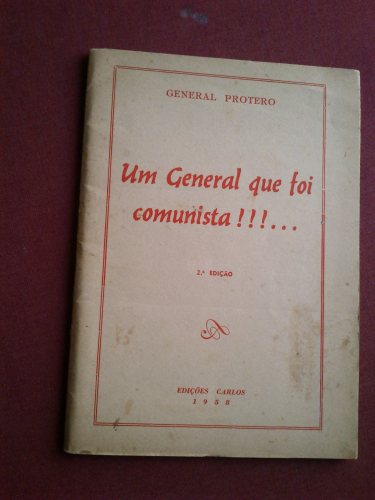 GENERAL PROTERO
Um General que foi
comunista!!!...
2.ª EDIÇÃO
EDIÇÕES CARLOS
1958